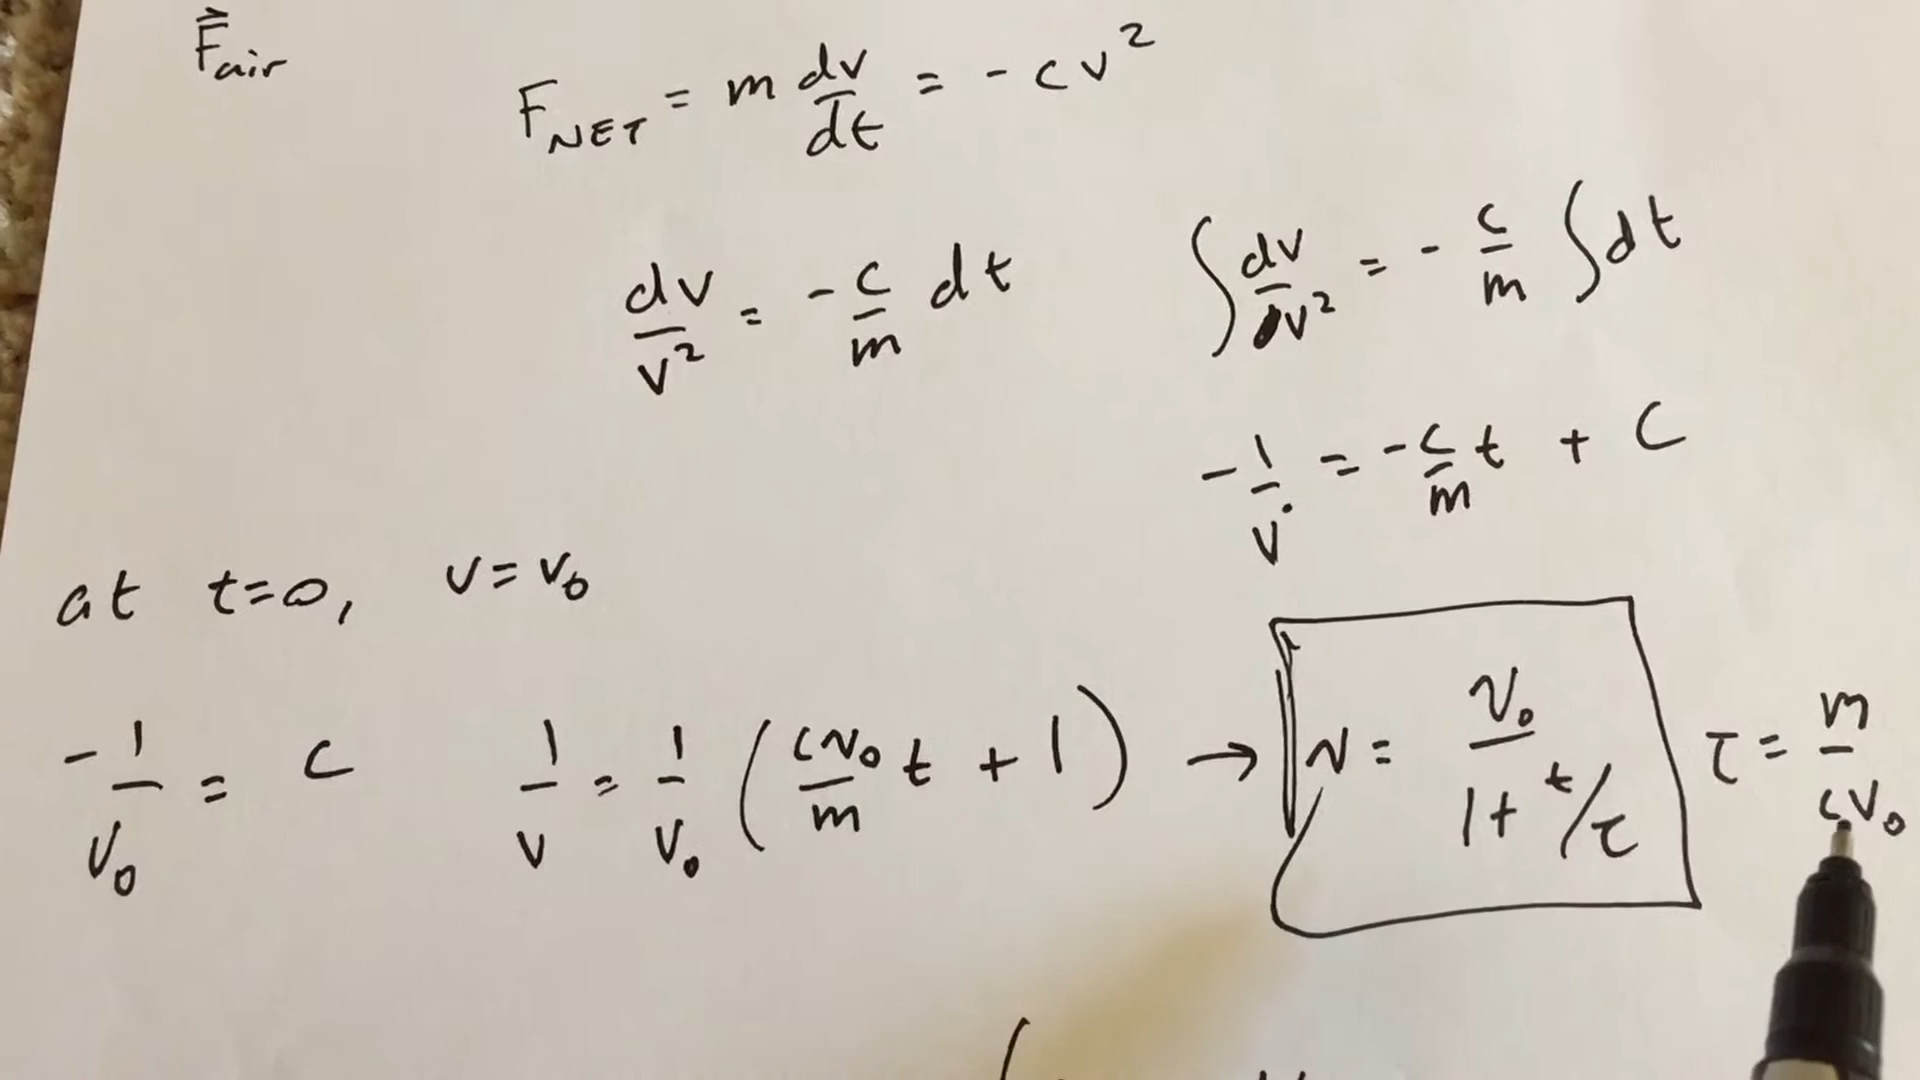 F⃗air
F_NET = m dv/dt = - cv²
dv/v² = - c/m dt
∫ dv/v² = - c/m ∫ dt
- 1/v = - c/m t + C
at t=0, v=v₀
- 1/v₀ = C
1/v = 1/v₀ (cv₀/m t + 1) → v = v₀/(1 + t/τ) τ = m/cv₀